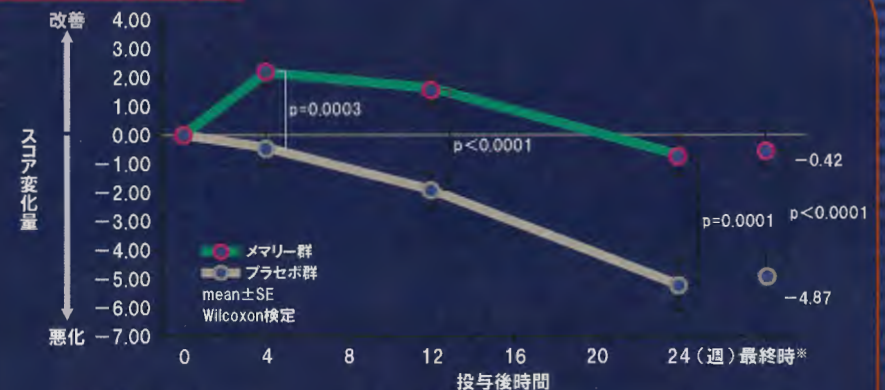 改善
4.00
3.00
2.00
1.00
0.00
−1.00
−2.00
−3.00
−4.00
−5.00
−6.00
悪化 −7.00
スコア変化量
p=0.0003
p<0.0001
−0.42
p=0.0001 p<0.0001
−4.87
メマリー群
プラセボ群
mean±SE
Wilcoxon検定
0 4 8 12 16 20 24（週）最終時※
投与後時間